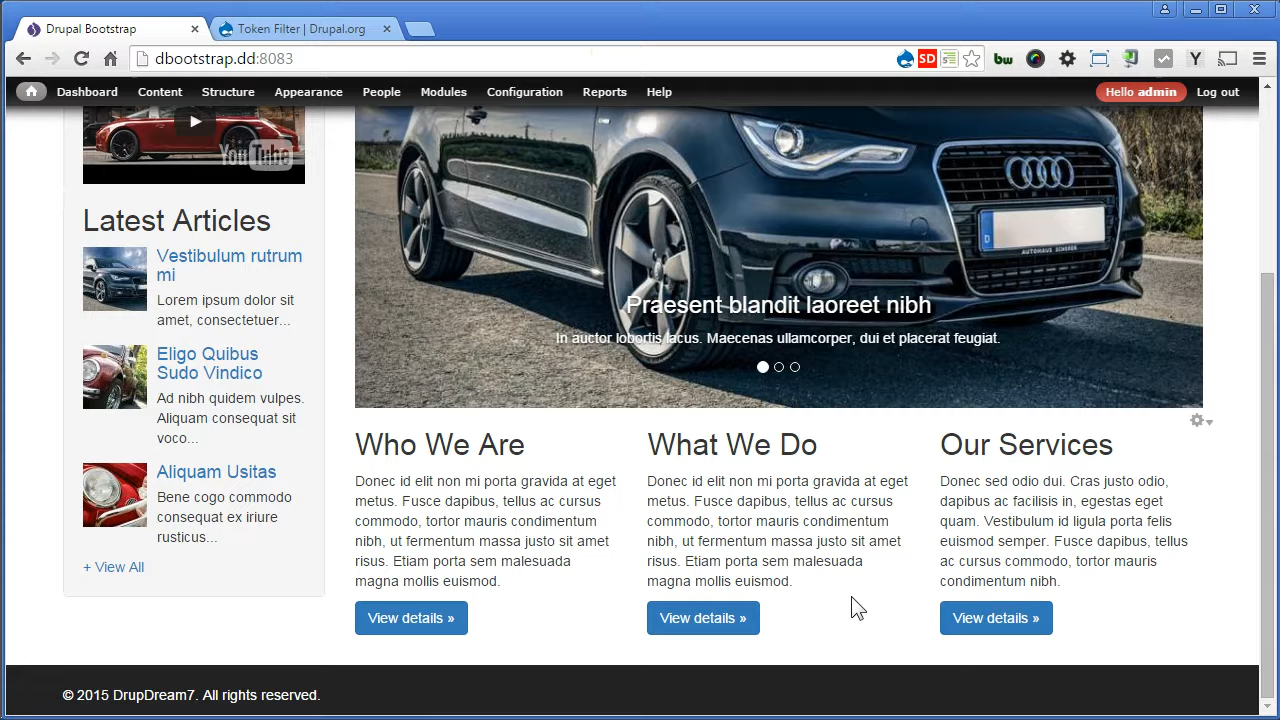 Drupal Bootstrap
Token Filter | Drupal.org
dbootstrap.dd:8083
SD
bw
Y
Dashboard Content Structure Appearance People Modules Configuration Reports Help
Hello admin Log out
YouTube
Latest Articles
Vestibulum rutrum
mi
Lorem ipsum dolor sit
amet, consectetuer...
Eligo Quibus
Sudo Vindico
Ad nibh quidem vulpes.
Aliquam consequat sit
voco...
Aliquam Usitas
Bene cogo commodo
consequat ex iriure
rusticus...
+ View All
AUTOHAUS SCHERER
Praesent blandit laoreet nibh
In auctor lobortis lacus. Maecenas ullamcorper, dui et placerat feugiat.
Who We Are
Donec id elit non mi porta gravida at eget
metus. Fusce dapibus, tellus ac cursus
commodo, tortor mauris condimentum
nibh, ut fermentum massa justo sit amet
risus. Etiam porta sem malesuada
magna mollis euismod.
View details »
What We Do
Donec id elit non mi porta gravida at eget
metus. Fusce dapibus, tellus ac cursus
commodo, tortor mauris condimentum
nibh, ut fermentum massa justo sit amet
risus. Etiam porta sem malesuada
magna mollis euismod.
View details »
Our Services
Donec sed odio dui. Cras justo odio,
dapibus ac facilisis in, egestas eget
quam. Vestibulum id ligula porta felis
euismod semper. Fusce dapibus, tellus
ac cursus commodo, tortor mauris
condimentum nibh.
View details »
© 2015 DrupDream7. All rights reserved.